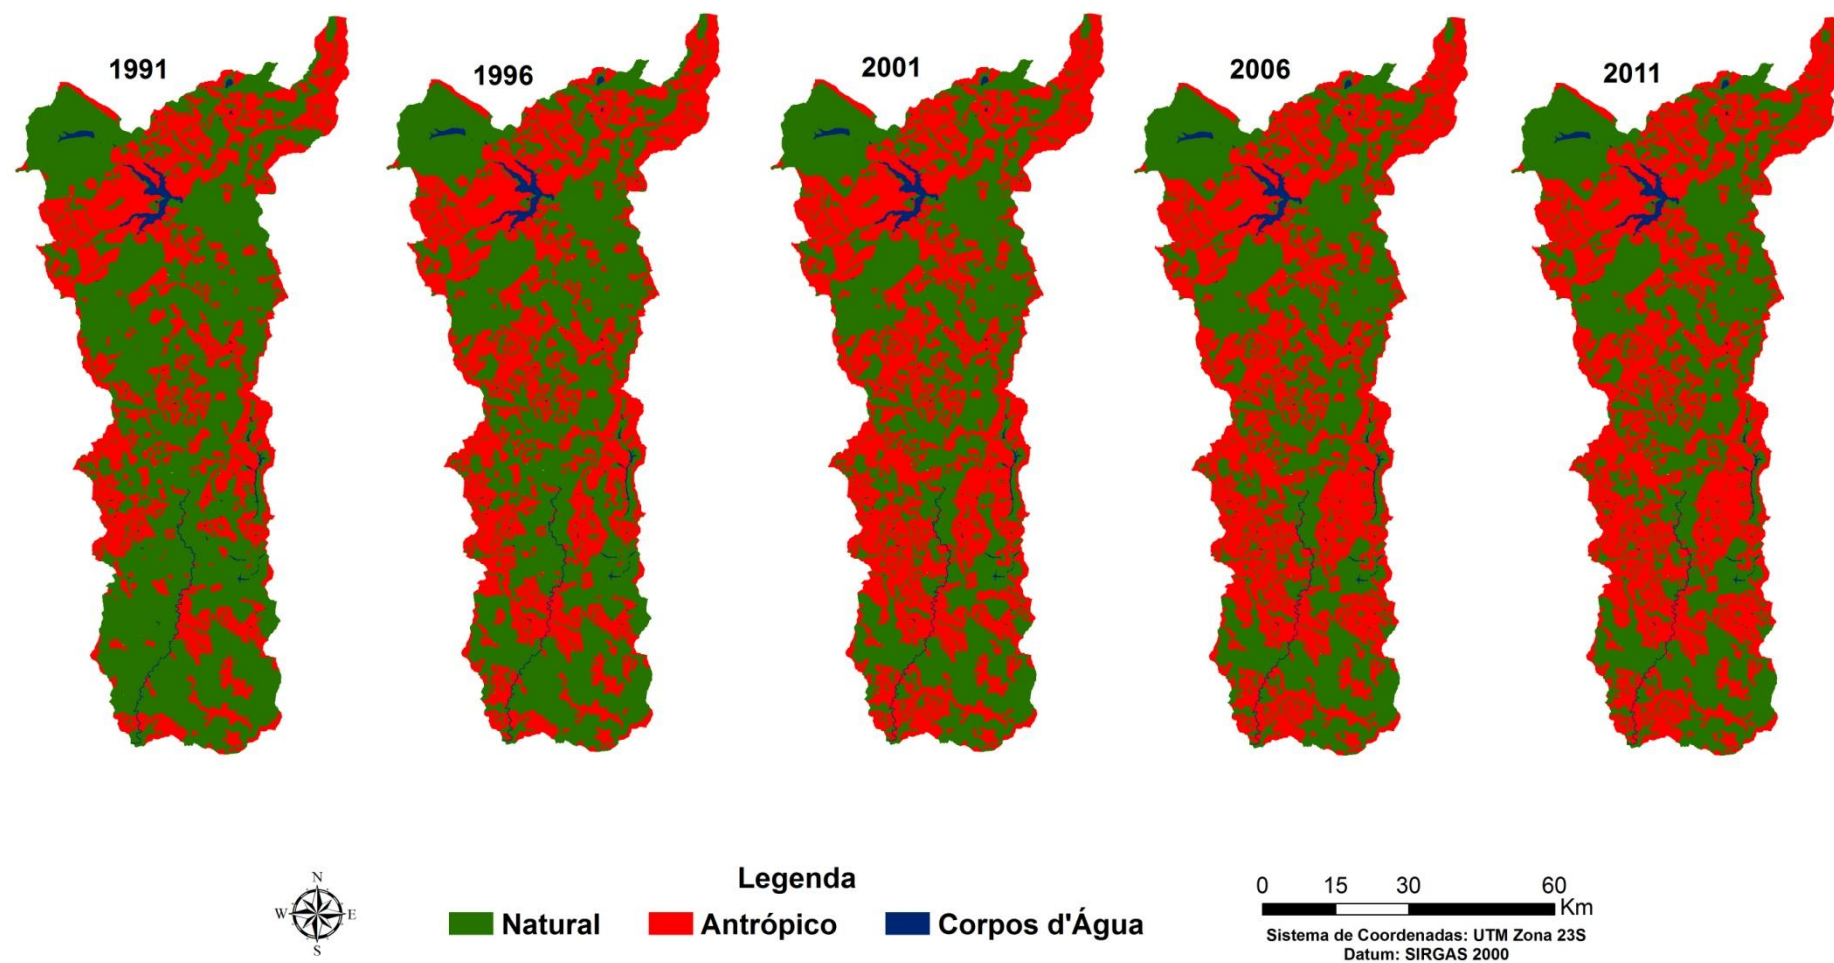 1991
1996
2001
2006
2011
Legenda
Natural
Antrópico
Corpos d'Água
N
W
E
S
0 15 30 60
Km
Sistema de Coordenadas: UTM Zona 23S
Datum: SIRGAS 2000